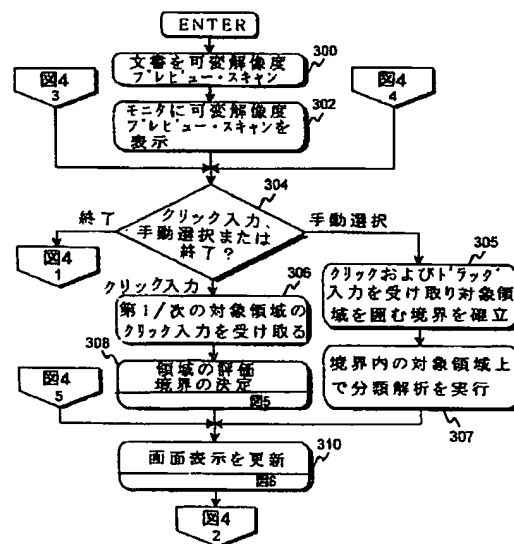 ENTER
300
文書を可変解像度
プレビュー・スキャン
図4
3
302
モニタに可変解像度
プレビュー・スキャンを
表示
図4
4
304
クリック入力、
手動選択または
終了?
終了
手動選択
図4
1
クリック入力
306
第1/次の対象領域の
クリック入力を受け取る
305
クリックおよびドラッグ
入力を受け取り対象領
域を囲む境界を確立
308
領域の評価
境界の決定
図5
図4
5
境界内の対象領域上
で分類解析を実行
307
310
画面表示を更新
図6
図4
2